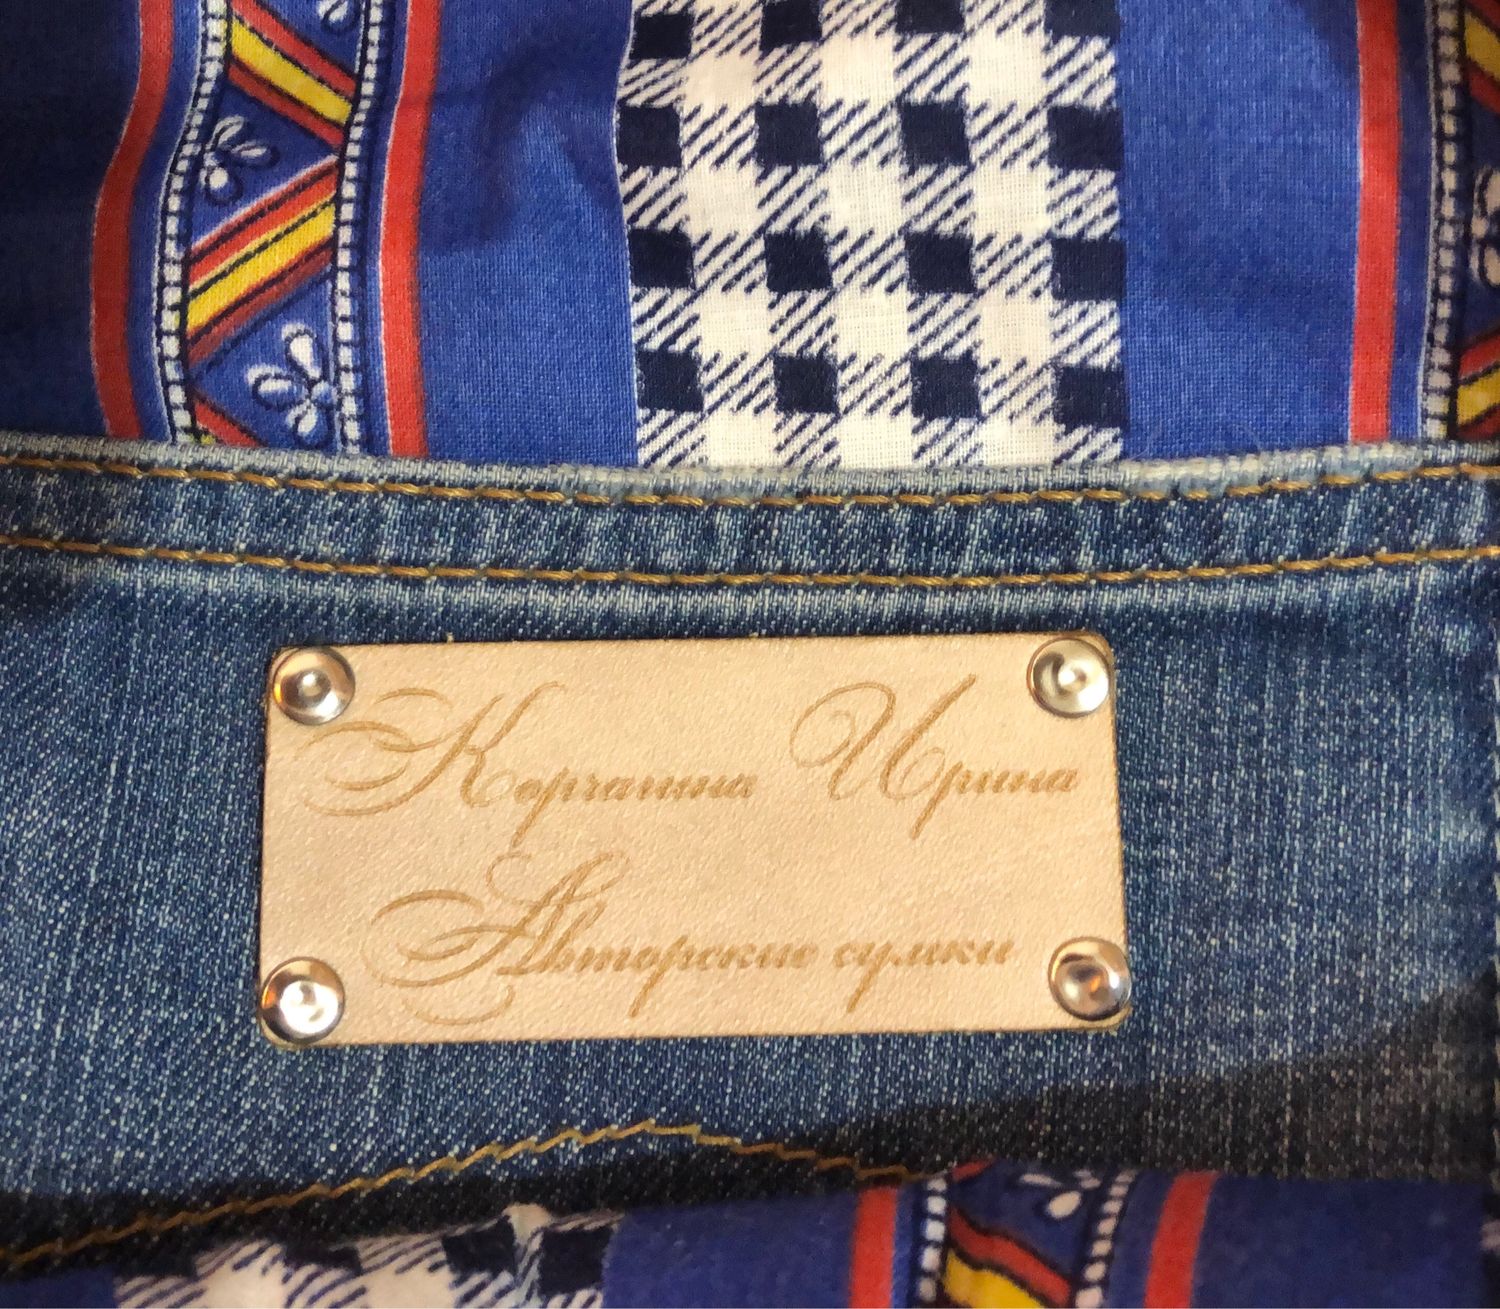 Корчагина Ирина
Авторские сумки